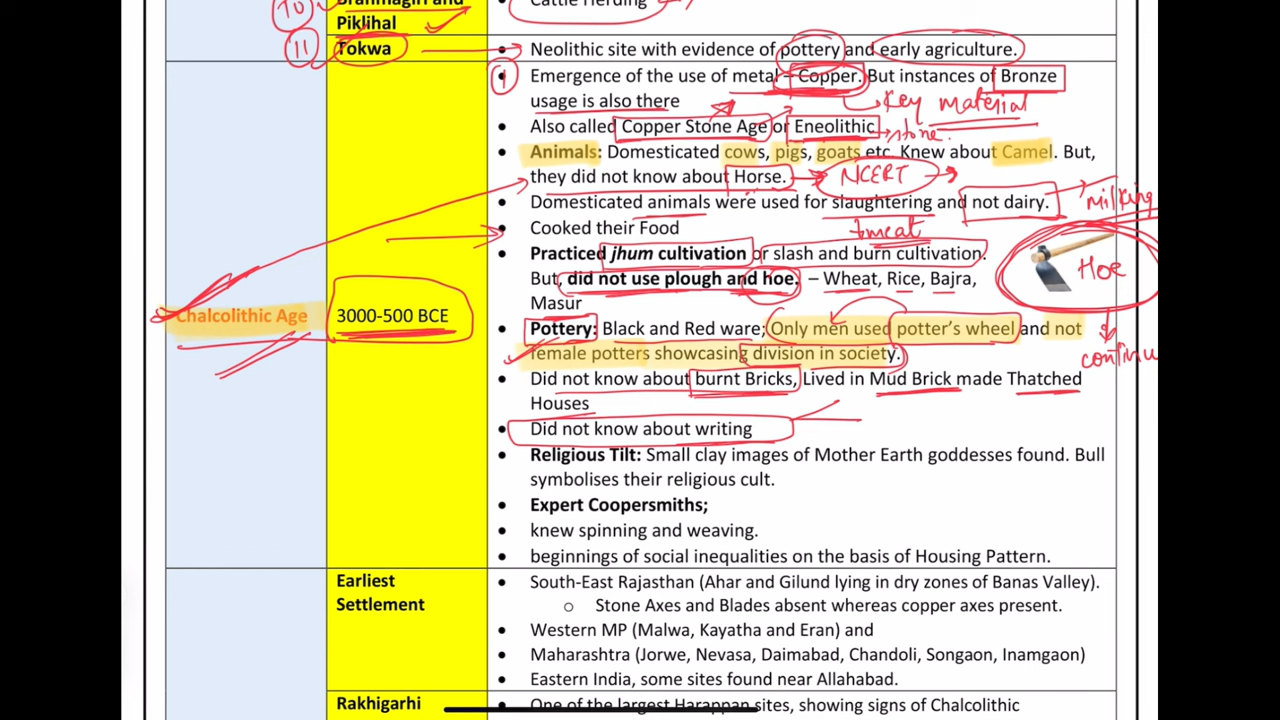 10 Brahmagiri and • Cattle Herding
Piklihal
11 Tokwa • Neolithic site with evidence of pottery and early agriculture.
1 Emergence of the use of metal – Copper. But instances of Bronze
usage is also there
Key material
• Also called Copper Stone Age or Eneolithic stone
• Animals: Domesticated cows, pigs, goats etc. Knew about Camel. But,
they did not know about Horse. NCERT
• Domesticated animals were used for slaughtering and not dairy. milking
• Cooked their Food
meat
Practiced jhum cultivation or slash and burn cultivation.
Hoe
But, did not use plough and hoe. – Wheat, Rice, Bajra,
Masur
Chalcolithic Age 3000-500 BCE
• Pottery: Black and Red ware; Only men used potter's wheel and not
female potters showcasing division in society.
continu
• Did not know about burnt Bricks, Lived in Mud Brick made Thatched
Houses
• Did not know about writing
• Religious Tilt: Small clay images of Mother Earth goddesses found. Bull
symbolises their religious cult.
• Expert Coopersmiths;
• knew spinning and weaving.
• beginnings of social inequalities on the basis of Housing Pattern.
Earliest
Settlement
• South-East Rajasthan (Ahar and Gilund lying in dry zones of Banas Valley).
o Stone Axes and Blades absent whereas copper axes present.
• Western MP (Malwa, Kayatha and Eran) and
• Maharashtra (Jorwe, Nevasa, Daimabad, Chandoli, Songaon, Inamgaon)
• Eastern India, some sites found near Allahabad.
Rakhigarhi • One of the largest Harappan sites, showing signs of Chalcolithic